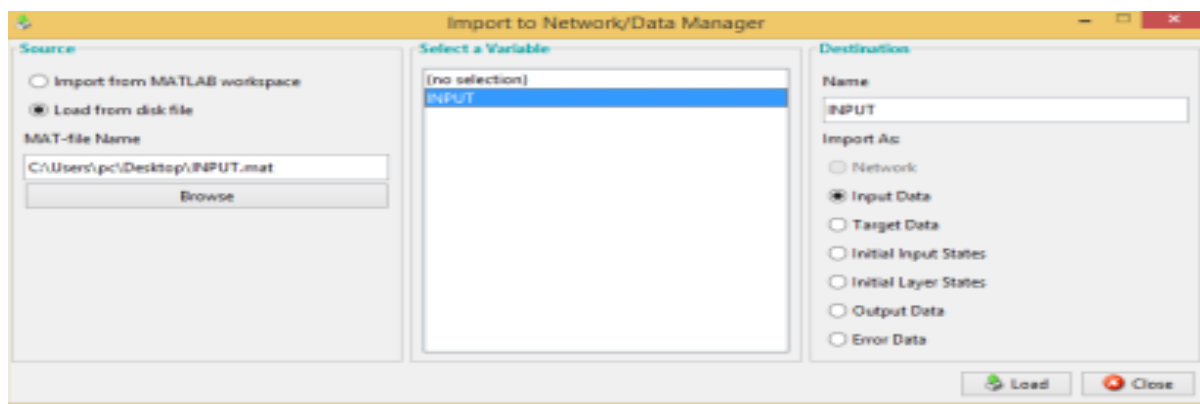 Import to Network/Data Manager
Source
Import from MATLAB workspace
Load from disk file
MAT-file Name
C:\Users\pc\Desktop\INPUT.mat
Browse
Select a Variable
(no selection)
INPUT
Destination
Name
INPUT
Import As:
Network
Input Data
Target Data
Initial Input States
Initial Layer States
Output Data
Error Data
Load
Close